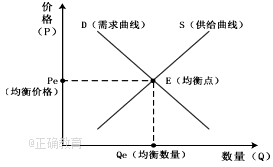 价
格
(P)
D(需求曲线)
S(供给曲线)
Pe
(均衡价格)
E(均衡点)
Qe(均衡数量)
数量(Q)
@正确教育